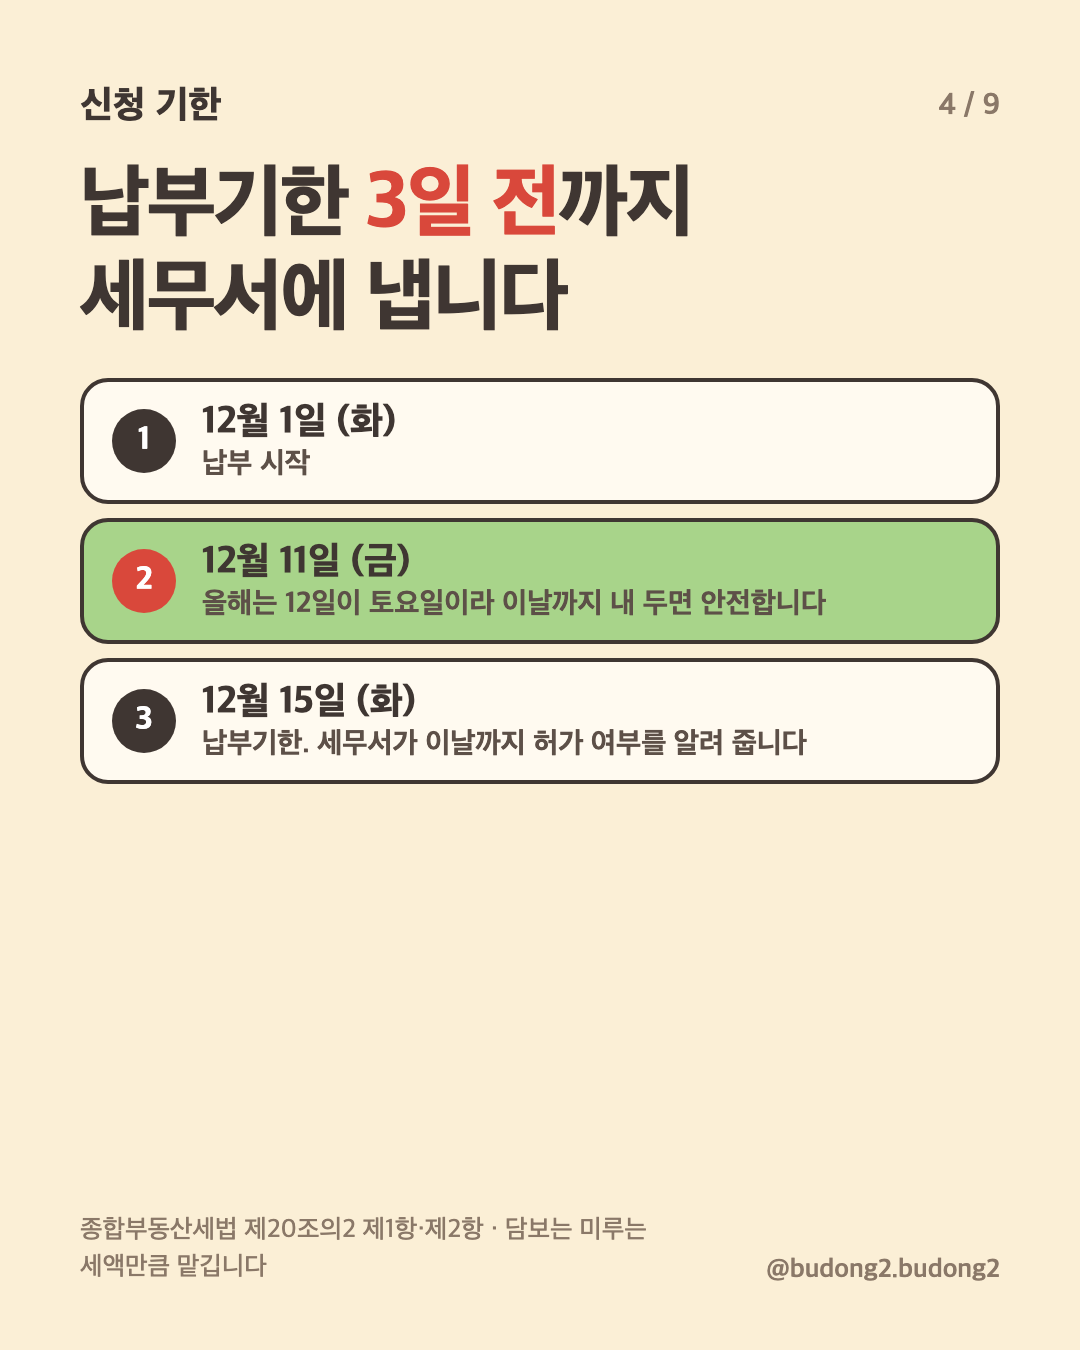 신청 기한
4 / 9
납부기한 3일 전까지
세무서에 냅니다
1
12월 1일 (화)
납부 시작
2
12월 11일 (금)
올해는 12일이 토요일이라 이날까지 내 두면 안전합니다
3
12월 15일 (화)
납부기한. 세무서가 이날까지 허가 여부를 알려 줍니다
종합부동산세법 제20조의2 제1항·제2항 · 담보는 미루는
세액만큼 맡깁니다
@budong2.budong2